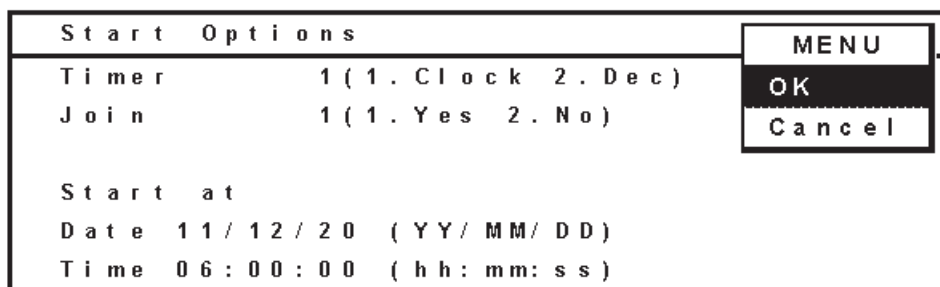 Start Options
MENU
Timer 1(1.Clock 2.Dec)
OK
Join 1(1.Yes 2.No)
Cancel
Start at
Date 11/12/20 (YY/MM/DD)
Time 06:00:00 (hh:mm:ss)